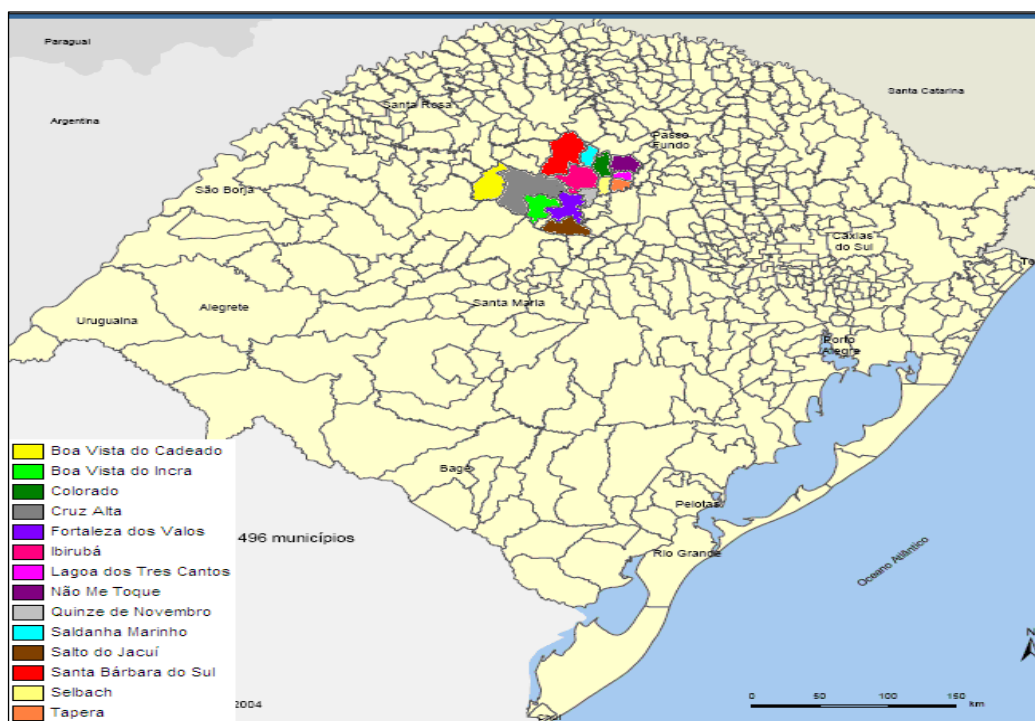 Paraguai
Santa Catarina
Argentina
Santa Rosa
Passo
Fundo
São Borja
Caxias
do Sul
To
Alegrete
Santa Maria
Uruguaina
Porto
Alegre
Bagé
Pelotas
Rio Grande
Oceano Atlântico
Chuí
Boa Vista do Cadeado
Boa Vista do Incra
Colorado
Cruz Alta
Fortaleza dos Valos
496 municípios
Ibirubá
Lagoa dos Tres Cantos
Não Me Toque
Quinze de Novembro
Saldanha Marinho
Salto do Jacuí
Santa Bárbara do Sul
Selbach
Tapera
2004
N
0 50 100 150
km